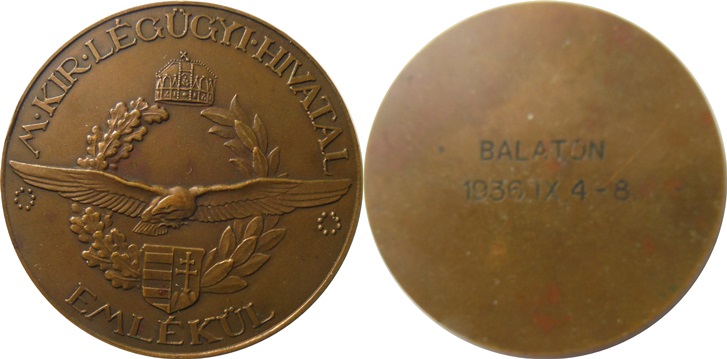 M·KIR·LÉGÜGYI·HIVATAL
EMLÉKÜL
BALATON
1936.IX.4-8.